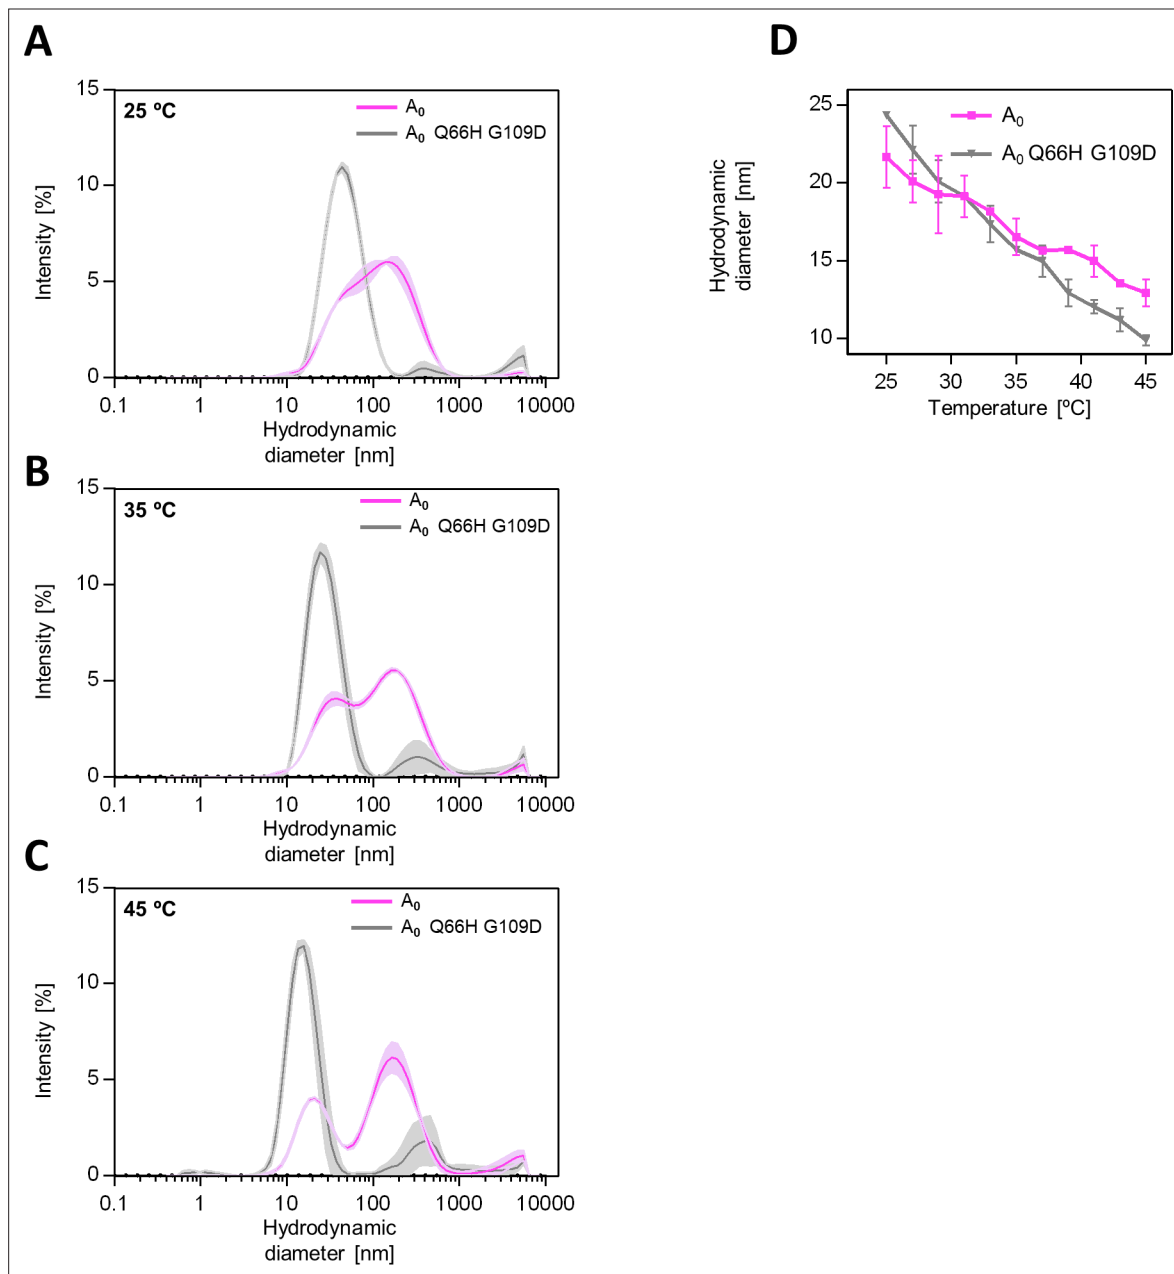 A
25 ºC
A₀
A₀ Q66H G109D
15
10
5
0
Intensity [%]
0.1 1 10 100 1000 10000
Hydrodynamic
diameter [nm]
D
A₀
A₀ Q66H G109D
25
20
15
10
Hydrodynamic
diameter [nm]
25 30 35 40 45
Temperature [ºC]
B
35 ºC
A₀
A₀ Q66H G109D
15
10
5
0
Intensity [%]
0.1 1 10 100 1000 10000
Hydrodynamic
diameter [nm]
C
45 ºC
A₀
A₀ Q66H G109D
15
10
5
0
Intensity [%]
0.1 1 10 100 1000 10000
Hydrodynamic
diameter [nm]